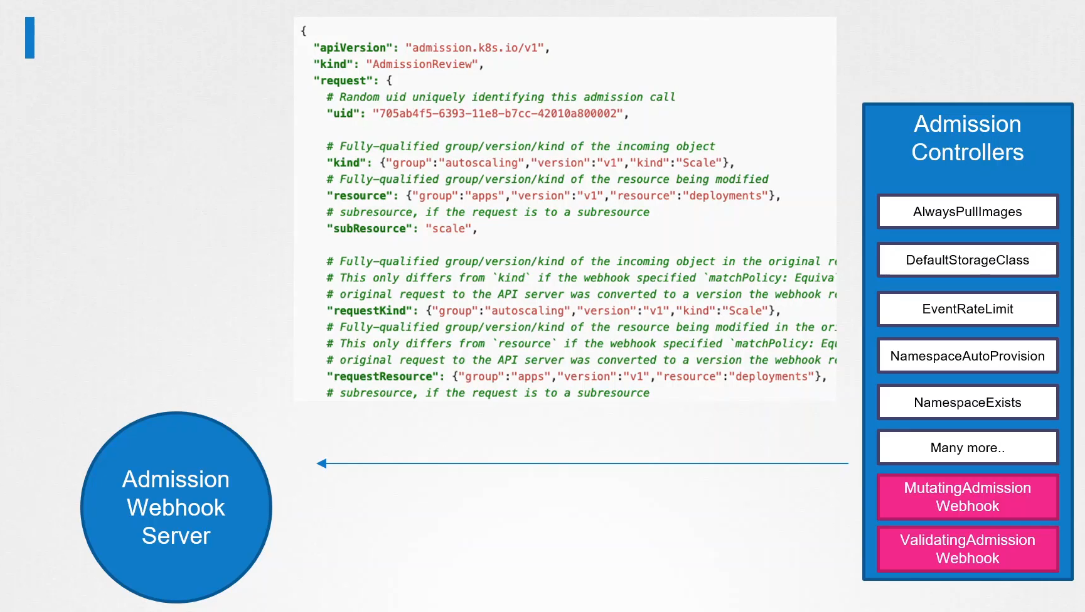 {
"apiVersion": "admission.k8s.io/v1",
"kind": "AdmissionReview",
"request": {
# Random uid uniquely identifying this admission call
"uid": "705ab4f5-6393-11e8-b7cc-42010a800002",
# Fully-qualified group/version/kind of the incoming object
"kind": {"group":"autoscaling","version":"v1","kind":"Scale"},
# Fully-qualified group/version/kind of the resource being modified
"resource": {"group":"apps","version":"v1","resource":"deployments"},
# subresource, if the request is to a subresource
"subResource": "scale",
# Fully-qualified group/version/kind of the incoming object in the original re
# This only differs from `kind` if the webhook specified `matchPolicy: Equiva
# original request to the API server was converted to a version the webhook re
"requestKind": {"group":"autoscaling","version":"v1","kind":"Scale"},
# Fully-qualified group/version/kind of the resource being modified in the ori
# This only differs from `resource` if the webhook specified `matchPolicy: Equ
# original request to the API server was converted to a version the webhook re
"requestResource": {"group":"apps","version":"v1","resource":"deployments"},
# subresource, if the request is to a subresource
Admission
Webhook
Server
Admission
Controllers
AlwaysPullImages
DefaultStorageClass
EventRateLimit
NamespaceAutoProvision
NamespaceExists
Many more..
MutatingAdmission
Webhook
ValidatingAdmission
Webhook